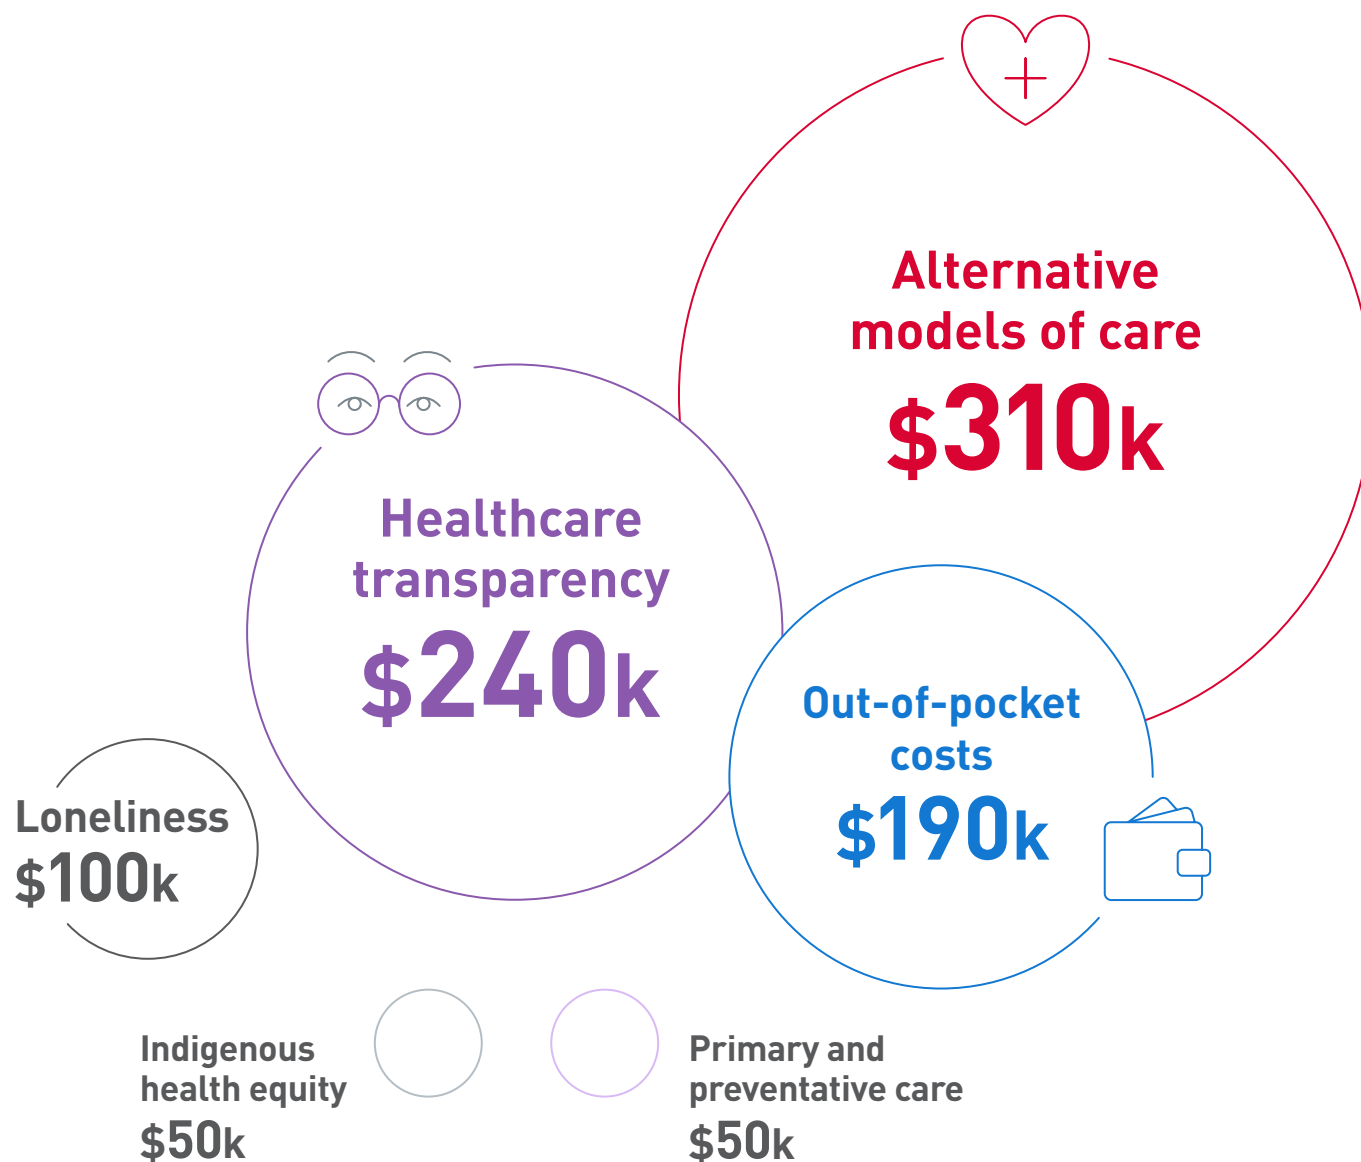 Alternative
models of care
$310k
Healthcare
transparency
$240k
Out-of-pocket
costs
$190k
Loneliness
$100k
Indigenous
health equity
$50k
Primary and
preventative care
$50k